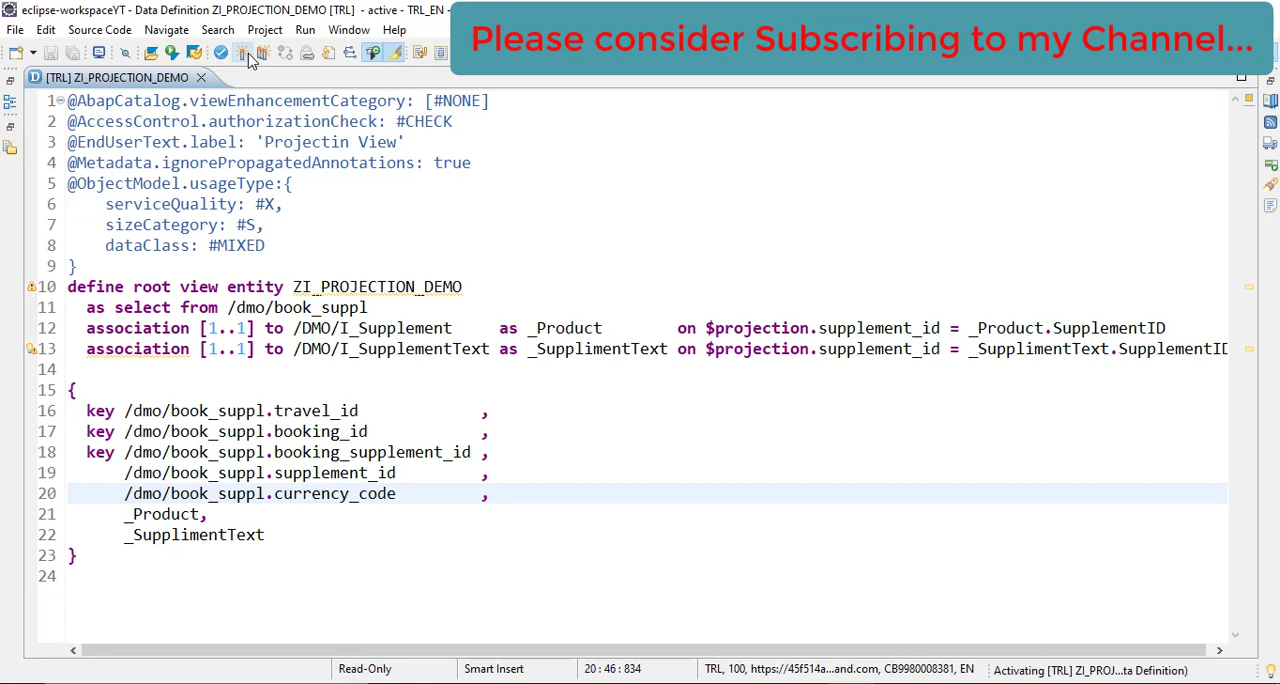 eclipse-workspaceYT - Data Definition ZI_PROJECTION_DEMO [TRL] - active - TRL_EN
Please consider Subscribing to my Channel...
File Edit Source Code Navigate Search Project Run Window Help
D [TRL] ZI_PROJECTION_DEMO
1 @AbapCatalog.viewEnhancementCategory: [#NONE]
2 @AccessControl.authorizationCheck: #CHECK
3 @EndUserText.label: 'Projectin View'
4 @Metadata.ignorePropagatedAnnotations: true
5 @ObjectModel.usageType:{
6 serviceQuality: #X,
7 sizeCategory: #S,
8 dataClass: #MIXED
9 }
10 define root view entity ZI_PROJECTION_DEMO
11 as select from /dmo/book_suppl
12 association [1..1] to /DMO/I_Supplement as _Product on $projection.supplement_id = _Product.SupplementID
13 association [1..1] to /DMO/I_SupplementText as _SupplimentText on $projection.supplement_id = _SupplimentText.SupplementID
14
15 {
16 key /dmo/book_suppl.travel_id ,
17 key /dmo/book_suppl.booking_id ,
18 key /dmo/book_suppl.booking_supplement_id ,
19 /dmo/book_suppl.supplement_id ,
20 /dmo/book_suppl.currency_code ,
21 _Product,
22 _SupplimentText
23 }
24
Read-Only Smart Insert 20 : 46 : 834 TRL, 100, https://45f514a...and.com, CB9980008381, EN Activating [TRL] ZI_PROJ...ta Definition)